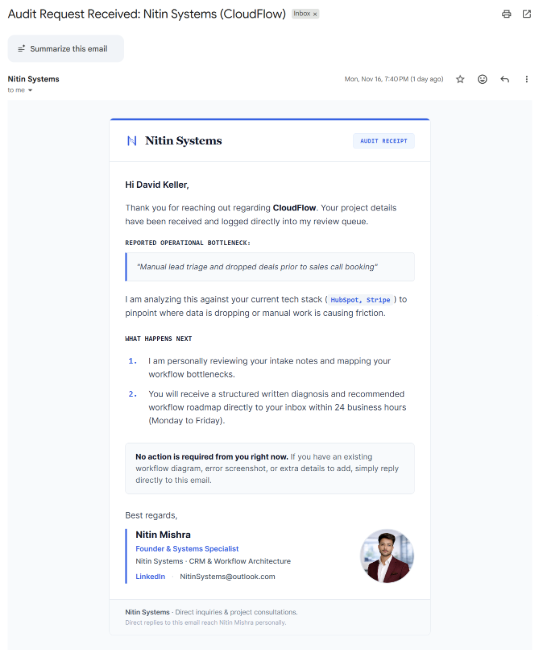 Audit Request Received: Nitin Systems (CloudFlow) Inbox x
Summarize this email
Nitin Systems Mon, Nov 16, 7:40 PM (1 day ago)
to me
Nitin Systems AUDIT RECEIPT
Hi David Keller,
Thank you for reaching out regarding CloudFlow. Your project details
have been received and logged directly into my review queue.
REPORTED OPERATIONAL BOTTLENECK:
"Manual lead triage and dropped deals prior to sales call booking"
I am analyzing this against your current tech stack ( HubSpot, Stripe ) to
pinpoint where data is dropping or manual work is causing friction.
WHAT HAPPENS NEXT
1. I am personally reviewing your intake notes and mapping your
workflow bottlenecks.
2. You will receive a structured written diagnosis and recommended
workflow roadmap directly to your inbox within 24 business hours
(Monday to Friday).
No action is required from you right now. If you have an existing
workflow diagram, error screenshot, or extra details to add, simply reply
directly to this email.
Best regards,
Nitin Mishra
Founder & Systems Specialist
Nitin Systems · CRM & Workflow Architecture
LinkedIn · NitinSystems@outlook.com
Nitin Systems · Direct inquiries & project consultations.
Direct replies to this email reach Nitin Mishra personally.